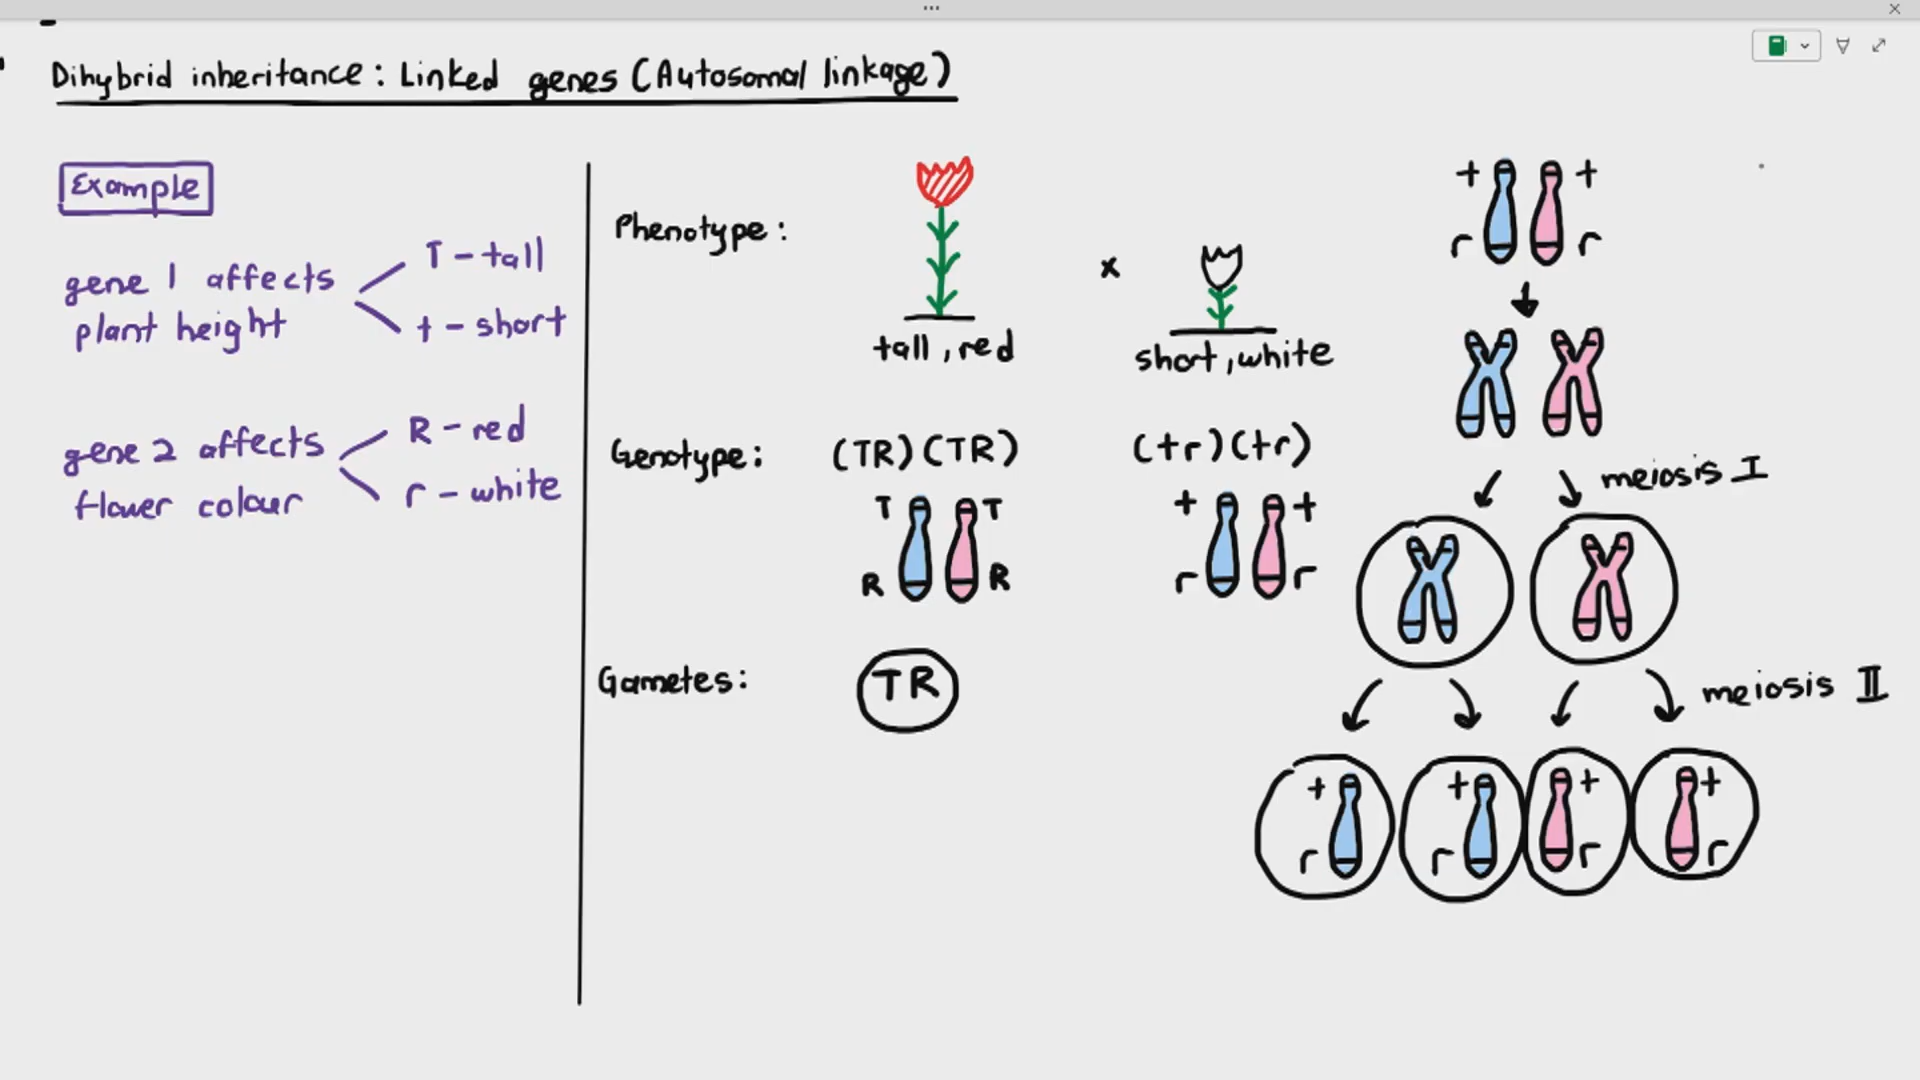 Dihybrid inheritance: Linked genes (Autosomal linkage)
Example
gene 1 affects
plant height
T - tall
t - short
gene 2 affects
flower colour
R - red
r - white
Phenotype:
tall, red
x
short, white
Genotype:
(TR)(TR)
(tr)(tr)
T T
R R
t t
r r
Gametes:
TR
t t
r r
meiosis I
meiosis II
t t t t
r r r r